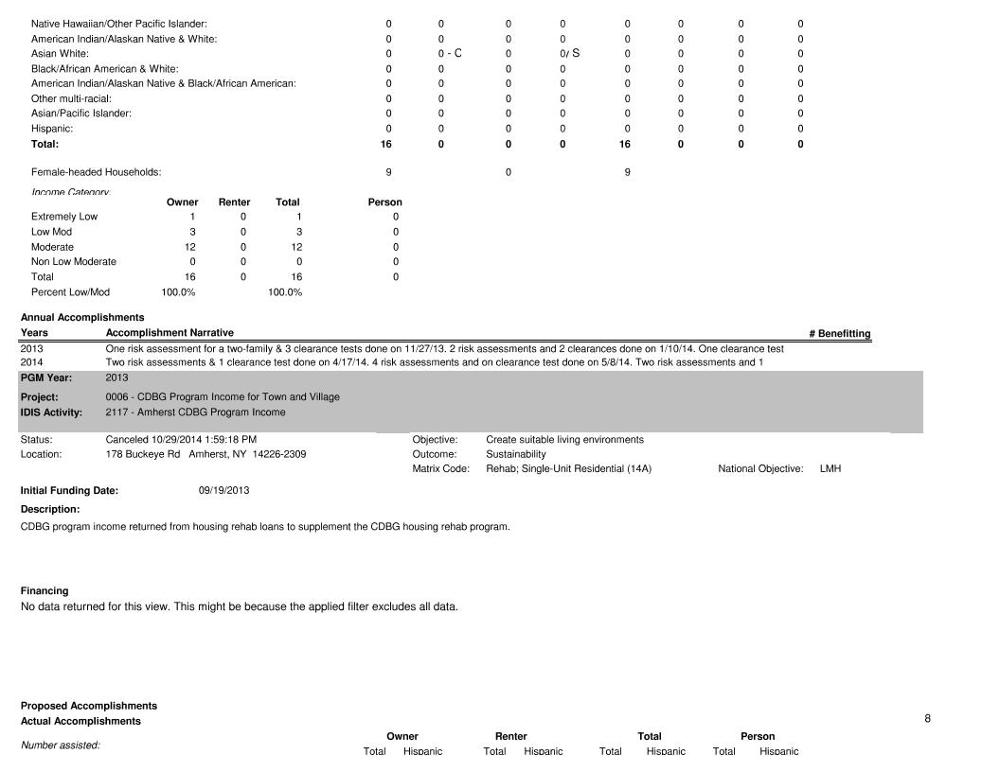 Native Hawaiian/Other Pacific Islander: 0 0 0 0 0 0 0 0
American Indian/Alaskan Native & White: 0 0 0 0 0 0 0 0
Asian White: 0 0 - C 0 0/ S 0 0 0 0
Black/African American & White: 0 0 0 0 0 0 0 0
American Indian/Alaskan Native & Black/African American: 0 0 0 0 0 0 0 0
Other multi-racial: 0 0 0 0 0 0 0 0
Asian/Pacific Islander: 0 0 0 0 0 0 0 0
Hispanic: 0 0 0 0 0 0 0 0
Total: 16 0 0 0 16 0 0 0
Female-headed Households: 9 0 9
Income Category:
Owner Renter Total Person
Extremely Low 1 0 1 0
Low Mod 3 0 3 0
Moderate 12 0 12 0
Non Low Moderate 0 0 0 0
Total 16 0 16 0
Percent Low/Mod 100.0% 100.0%
Annual Accomplishments
Years Accomplishment Narrative # Benefitting
2013 One risk assessment for a two-family & 3 clearance tests done on 11/27/13. 2 risk assessments and 2 clearances done on 1/10/14. One clearance test
2014 Two risk assessments & 1 clearance test done on 4/17/14. 4 risk assessments and on clearance test done on 5/8/14. Two risk assessments and 1
PGM Year: 2013
Project: 0006 - CDBG Program Income for Town and Village
IDIS Activity: 2117 - Amherst CDBG Program Income
Status: Canceled 10/29/2014 1:59:18 PM Objective: Create suitable living environments
Location: 178 Buckeye Rd Amherst, NY 14226-2309 Outcome: Sustainability
Matrix Code: Rehab; Single-Unit Residential (14A) National Objective: LMH
Initial Funding Date: 09/19/2013
Description:
CDBG program income returned from housing rehab loans to supplement the CDBG housing rehab program.
Financing
No data returned for this view. This might be because the applied filter excludes all data.
Proposed Accomplishments
Actual Accomplishments 8
Number assisted: Owner Renter Total Person
Total Hispanic Total Hispanic Total Hispanic Total Hispanic